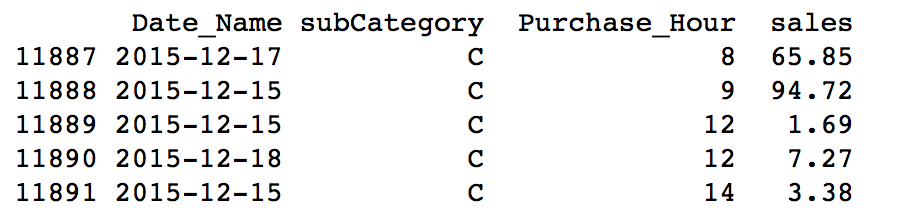 Date_Name subCategory Purchase_Hour sales
11887 2015-12-17 C 8 65.85
11888 2015-12-15 C 9 94.72
11889 2015-12-15 C 12 1.69
11890 2015-12-18 C 12 7.27
11891 2015-12-15 C 14 3.38